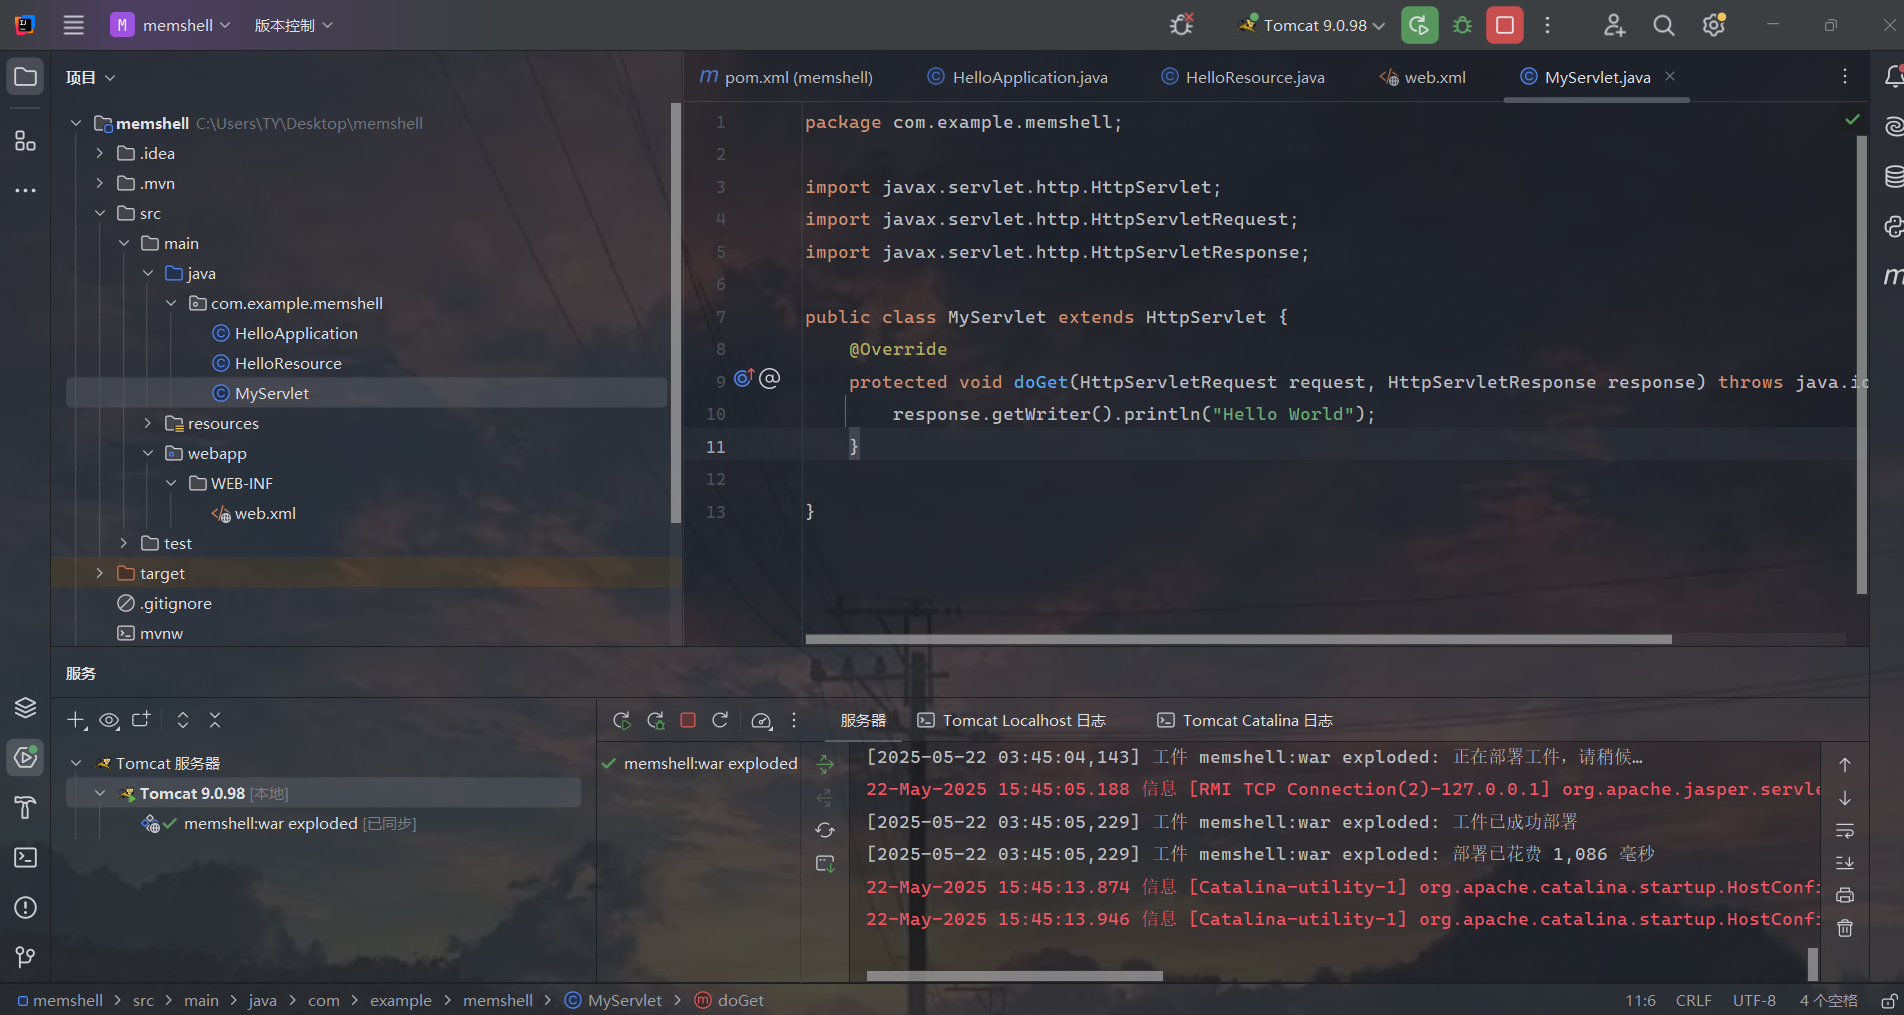 M memshell 版本控制 Tomcat 9.0.98
项目
memshell C:\Users\TY\Desktop\memshell
.idea
.mvn
src
main
java
com.example.memshell
HelloApplication
HelloResource
MyServlet
resources
webapp
WEB-INF
web.xml
test
target
.gitignore
mvnw
m pom.xml (memshell) HelloApplication.java HelloResource.java web.xml MyServlet.java
1 package com.example.memshell;
2
3 import javax.servlet.http.HttpServlet;
4 import javax.servlet.http.HttpServletRequest;
5 import javax.servlet.http.HttpServletResponse;
6
7 public class MyServlet extends HttpServlet {
8 @Override
9 protected void doGet(HttpServletRequest request, HttpServletResponse response) throws java.io
10 response.getWriter().println("Hello World");
11 }
12
13 }
服务
Tomcat 服务器
Tomcat 9.0.98 [本地]
memshell:war exploded [已同步]
服务器 Tomcat Localhost 日志 Tomcat Catalina 日志
memshell:war exploded
[2025-05-22 03:45:04,143] 工件 memshell:war exploded: 正在部署工件，请稍候…
22-May-2025 15:45:05.188 信息 [RMI TCP Connection(2)-127.0.0.1] org.apache.jasper.servle
[2025-05-22 03:45:05,229] 工件 memshell:war exploded: 工件已成功部署
[2025-05-22 03:45:05,229] 工件 memshell:war exploded: 部署已花费 1,086 毫秒
22-May-2025 15:45:13.874 信息 [Catalina-utility-1] org.apache.catalina.startup.HostConfi
22-May-2025 15:45:13.946 信息 [Catalina-utility-1] org.apache.catalina.startup.HostConfi
memshell > src > main > java > com > example > memshell > MyServlet > doGet 11:6 CRLF UTF-8 4 个空格